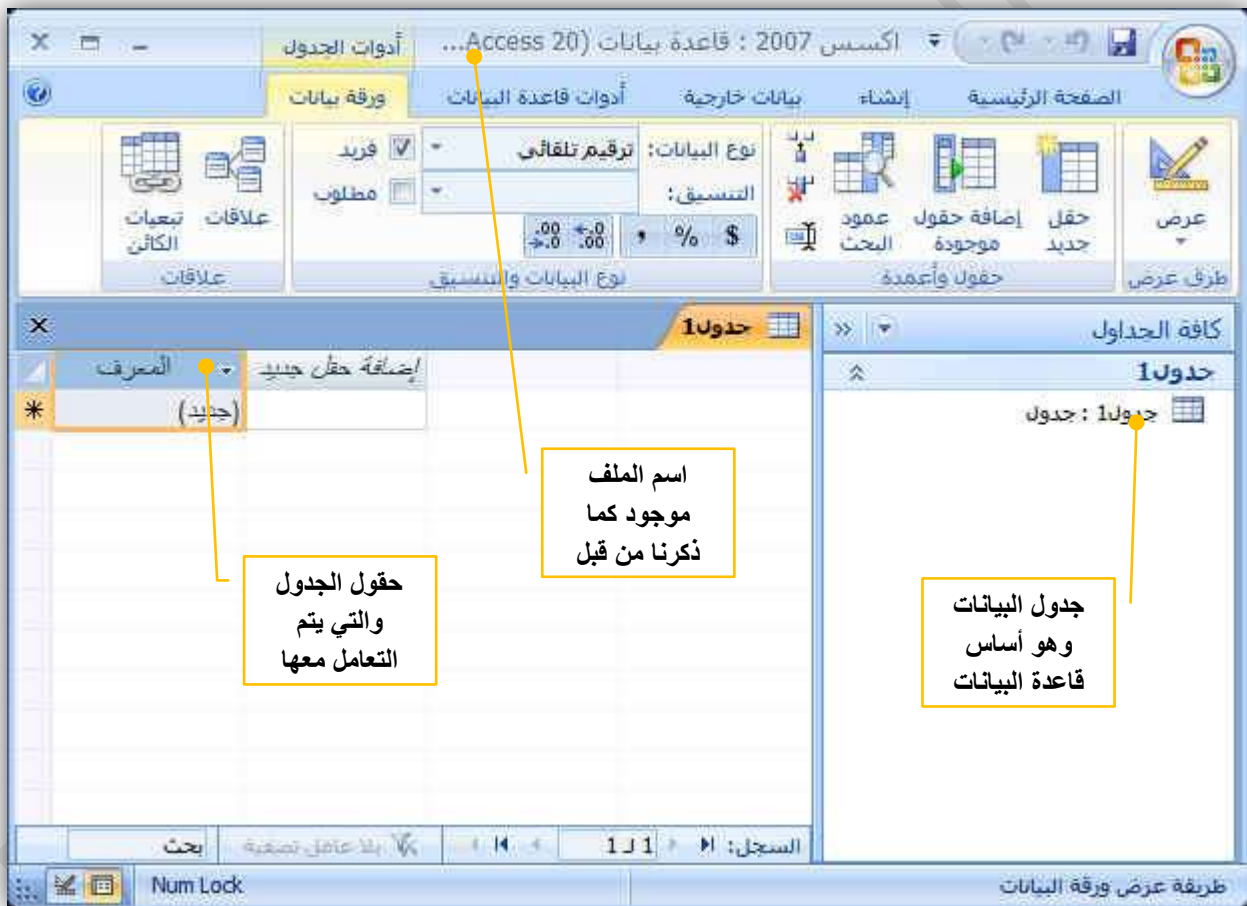 اكسس 2007 : قاعدة بيانات (Access 20...
أدوات الجدول
الصفحة الرئيسية
إنشاء
بيانات خارجية
أدوات قاعدة البيانات
ورقة بيانات
عرض
طرق عرض
حقل جديد
إضافة حقول موجودة
عمود البحث
حقول وأعمدة
نوع البيانات: ترقيم تلقائي
التنسيق:
$ % ,
فريد
مطلوب
نوع البيانات والتنسيق
علاقات
تبعيات الكائن
علاقات
كافة الجداول
جدول1
جدول1 : جدول
جدول1
المعرف
إضافة حقل جديد
(جديد)
اسم الملف
موجود كما
ذكرنا من قبل
حقول الجدول
والتي يتم
التعامل معها
جدول البيانات
وهو أساس
قاعدة البيانات
السجل: 1 لـ 1
بلا عامل تصفية
بحث
طريقة عرض ورقة البيانات
Num Lock